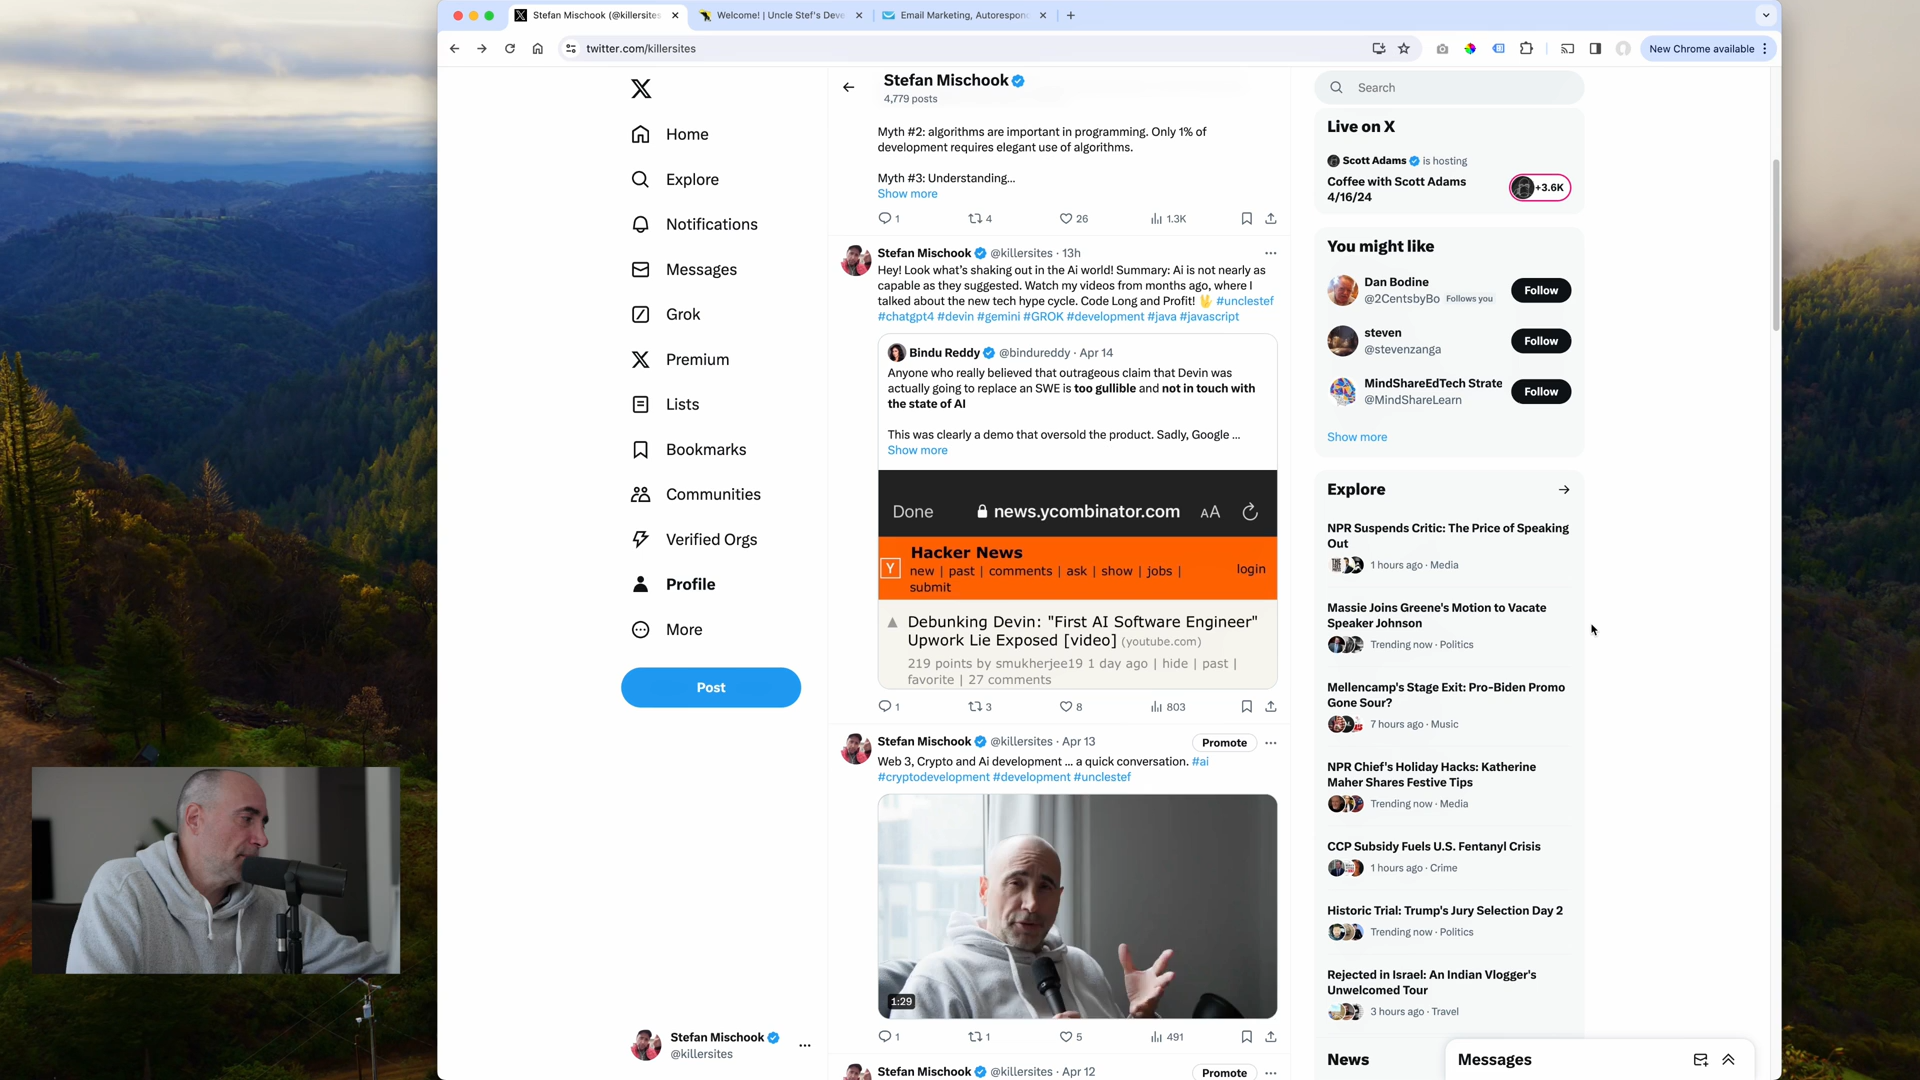 Stefan Mischook (@killersites
Welcome! | Uncle Stef's Deve
Email Marketing, Autorespon
twitter.com/killersites
New Chrome available
Home
Explore
Notifications
Messages
Grok
Premium
Lists
Bookmarks
Communities
Verified Orgs
Profile
More
Post
Stefan Mischook
@killersites
Stefan Mischook
4,779 posts
Myth #2: algorithms are important in programming. Only 1% of
development requires elegant use of algorithms.
Myth #3: Understanding...
Show more
1 4 26 1.3K
Stefan Mischook @killersites · 13h
Hey! Look what's shaking out in the Ai world! Summary: Ai is not nearly as
capable as they suggested. Watch my videos from months ago, where I
talked about the new tech hype cycle. Code Long and Profit! 🖖 #unclestef
#chatgpt4 #devin #gemini #GROK #development #java #javascript
Bindu Reddy @bindureddy · Apr 14
Anyone who really believed that outrageous claim that Devin was
actually going to replace an SWE is too gullible and not in touch with
the state of AI
This was clearly a demo that oversold the product. Sadly, Google ...
Show more
Done news.ycombinator.com AA
Y
Hacker News
new | past | comments | ask | show | jobs |
submit
login
Debunking Devin: "First AI Software Engineer"
Upwork Lie Exposed [video] (youtube.com)
219 points by smukherjee19 1 day ago | hide | past |
favorite | 27 comments
1 3 8 803
Stefan Mischook @killersites · Apr 13
Promote
Web 3, Crypto and Ai development ... a quick conversation. #ai
#cryptodevelopment #development #unclestef
1:29
1 1 5 491
Stefan Mischook @killersites · Apr 12
Promote
Search
Live on X
Scott Adams is hosting
Coffee with Scott Adams
4/16/24
+3.6K
You might like
Dan Bodine
@2CentsbyBo Follows you
Follow
steven
@stevenzanga
Follow
MindShareEdTech Strate
@MindShareLearn
Follow
Show more
Explore
NPR Suspends Critic: The Price of Speaking
Out
1 hours ago · Media
Massie Joins Greene's Motion to Vacate
Speaker Johnson
Trending now · Politics
Mellencamp's Stage Exit: Pro-Biden Promo
Gone Sour?
7 hours ago · Music
NPR Chief's Holiday Hacks: Katherine
Maher Shares Festive Tips
Trending now · Media
CCP Subsidy Fuels U.S. Fentanyl Crisis
1 hours ago · Crime
Historic Trial: Trump's Jury Selection Day 2
Trending now · Politics
Rejected in Israel: An Indian Vlogger's
Unwelcomed Tour
3 hours ago · Travel
News
Messages